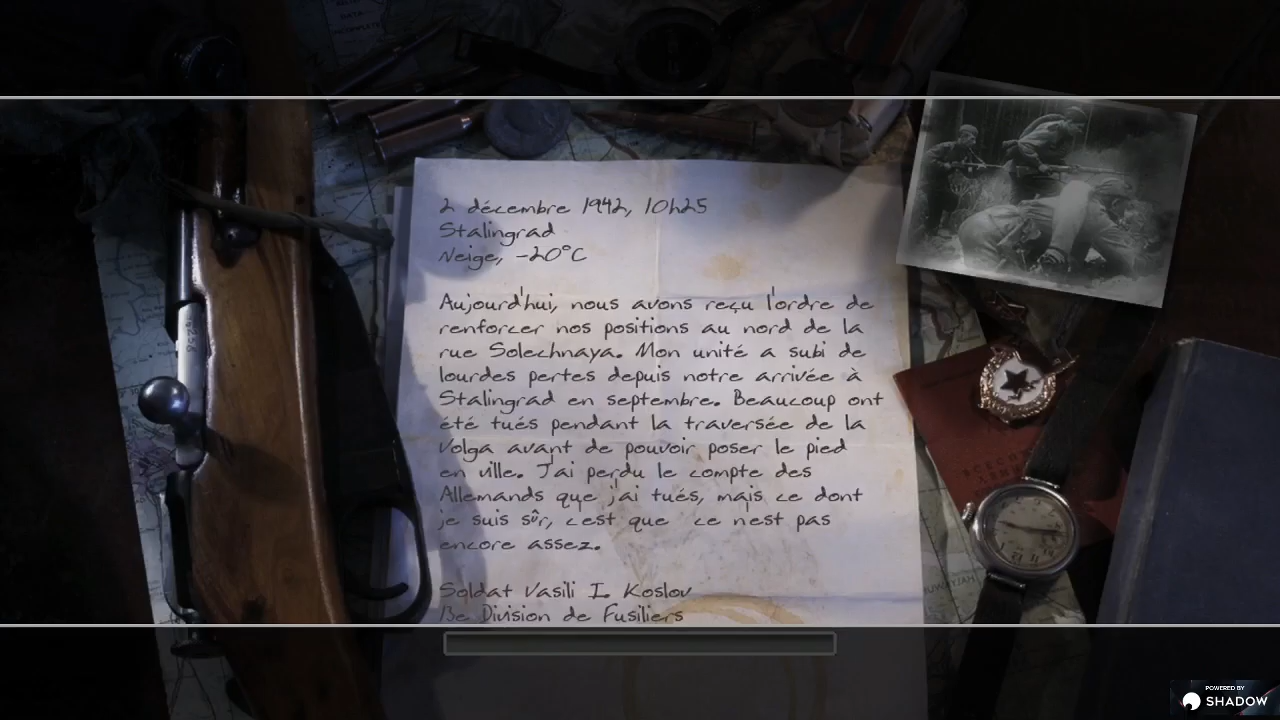 2 décembre 1942, 10h25
Stalingrad
Neige, -20°C
Aujourd'hui, nous avons reçu l'ordre de
renforcer nos positions au nord de la
rue Solechnaya. Mon unité a subi de
lourdes pertes depuis notre arrivée à
Stalingrad en septembre. Beaucoup ont
été tués pendant la traversée de la
Volga avant de pouvoir poser le pied
en ville. J'ai perdu le compte des
Allemands que j'ai tués, mais ce dont
je suis sûr, c'est que ce n'est pas
encore assez.
Soldat Vasili I. Koslov
13e Division de Fusiliers
POWERED BY
SHADOW